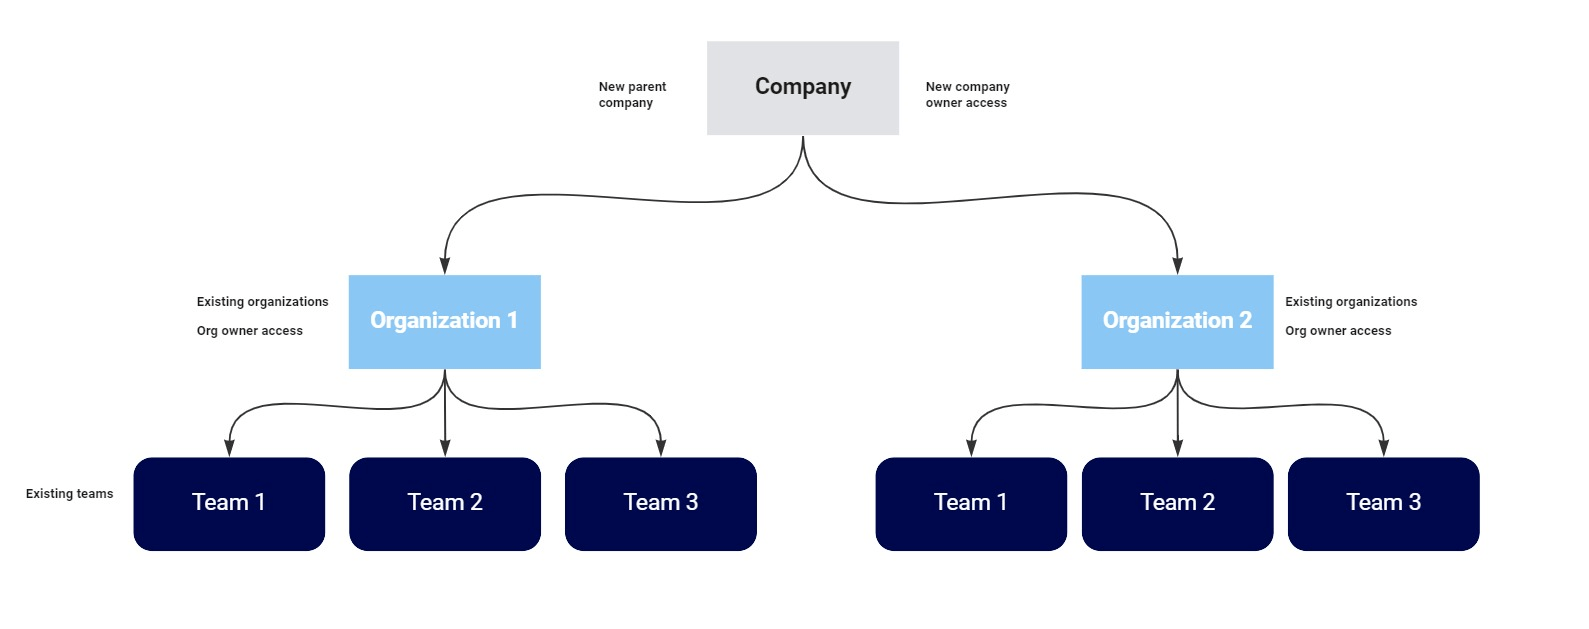 New parent
company
Company
New company
owner access
Existing organizations
Org owner access
Organization 1
Organization 2
Existing organizations
Org owner access
Existing teams
Team 1
Team 2
Team 3
Team 1
Team 2
Team 3